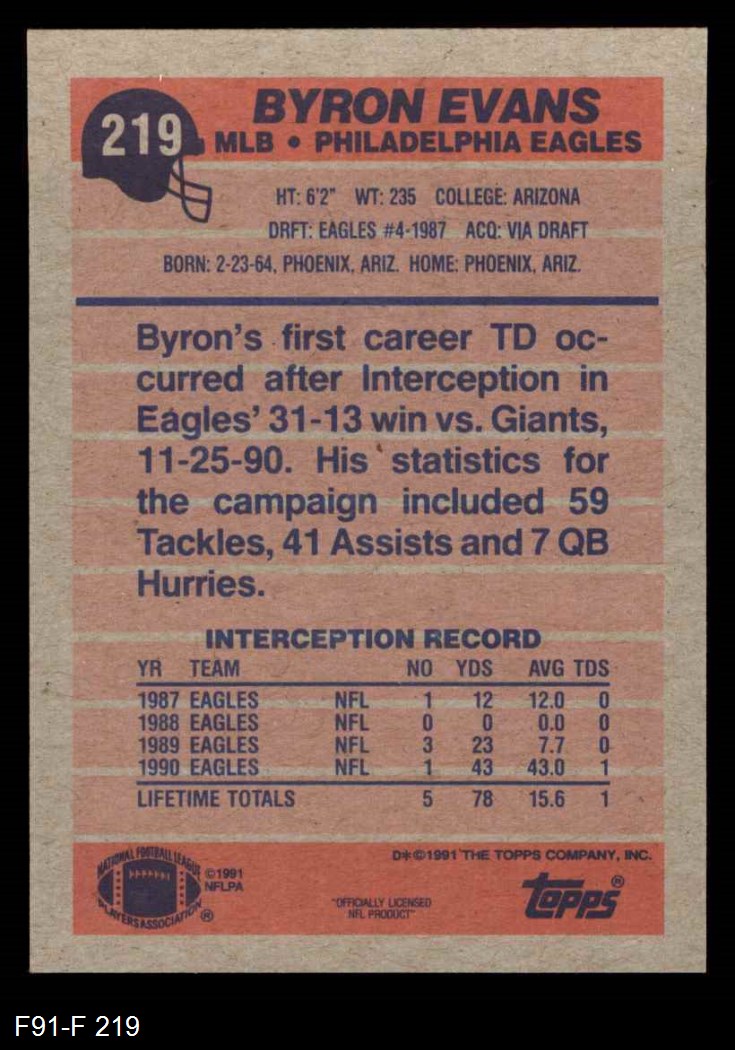 219
BYRON EVANS
MLB • PHILADELPHIA EAGLES
HT: 6'2" WT: 235 COLLEGE: ARIZONA
DRFT: EAGLES #4-1987 ACQ: VIA DRAFT
BORN: 2-23-64, PHOENIX, ARIZ. HOME: PHOENIX, ARIZ.
Byron's first career TD oc-
curred after Interception in
Eagles' 31-13 win vs. Giants,
11-25-90. His statistics for
the campaign included 59
Tackles, 41 Assists and 7 QB
Hurries.
INTERCEPTION RECORD
YR TEAM NO YDS AVG TDS
1987 EAGLES NFL 1 12 12.0 0
1988 EAGLES NFL 0 0 0.0 0
1989 EAGLES NFL 3 23 7.7 0
1990 EAGLES NFL 1 43 43.0 1
LIFETIME TOTALS 5 78 15.6 1
NATIONAL FOOTBALL LEAGUE
PLAYERS ASSOCIATION ®
©1991
NFLPA
D*©1991 THE TOPPS COMPANY, INC.
"OFFICIALLY LICENSED
NFL PRODUCT"
topps®
F91-F 219